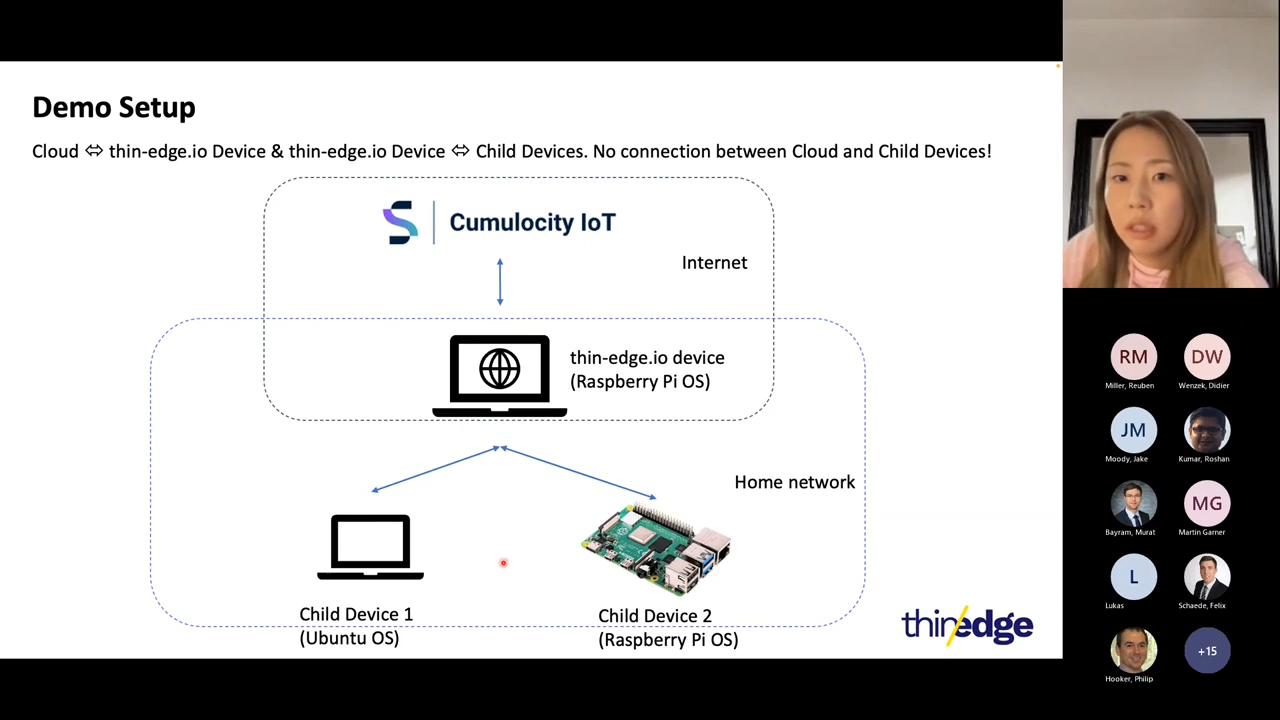 Demo Setup
Cloud ⇔ thin-edge.io Device & thin-edge.io Device ⇔ Child Devices. No connection between Cloud and Child Devices!
Cumulocity IoT
Internet
thin-edge.io device
(Raspberry Pi OS)
Home network
Child Device 1
(Ubuntu OS)
Child Device 2
(Raspberry Pi OS)
thin/edge
RM
Miller, Reuben
DW
Wenzek, Didier
JM
Moody, Jake
Kumar, Roshan
Bayram, Murat
MG
Martin Garner
L
Lukas
Schaede, Felix
Hooker, Philip
+15